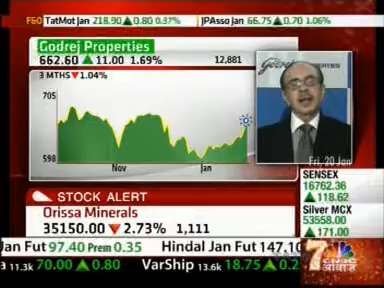 F60 TatMot Jan 218.90 ▲ 0.80 0.37% JPAsso Jan 66.75 ▲ 0.70 1.06%
Godrej Properties
662.60 ▲ 11.00 1.69% 12,881
3 MTHS ▼ 1.04%
705
598
Nov Jan
Godrej
Fri, 20 Jan
SENSEX
16762.36
▲ 118.62
Silver MCX
53558.00
▲ 171.00
STOCK ALERT
Orissa Minerals
35150.00 ▼ 2.73% 1,111
Jan Fut 97.40 Prem 0.35 Hindal Jan Fut 147.10
a 11.3k 70.00 ▲ 0.80 VarShip 13.6k 18.75 ▲ 0.2
CNBC
आवाज़